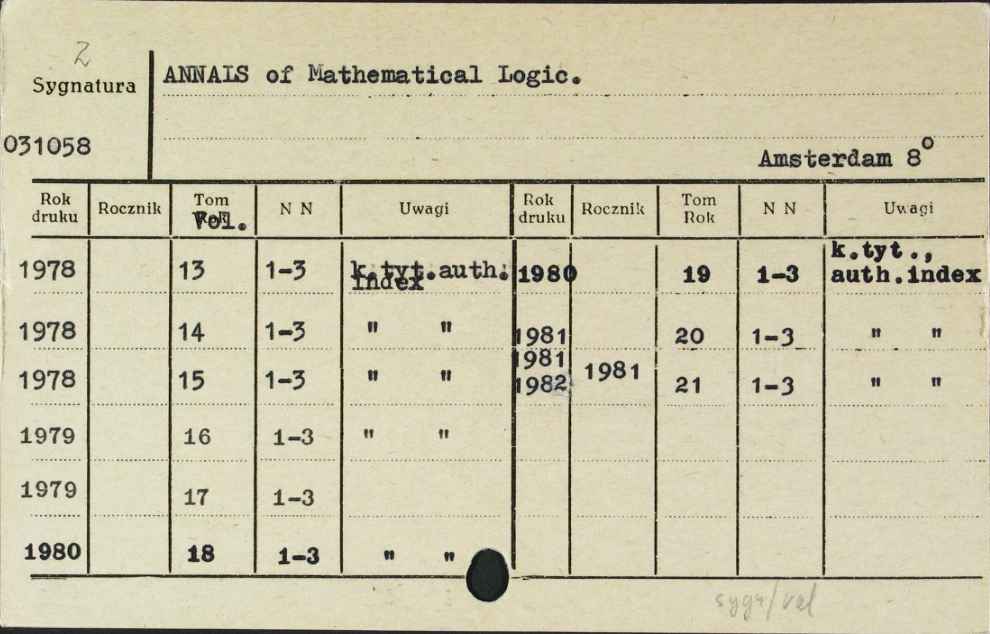 Z
Sygnatura
ANNALS of Mathematical Logic.
031058
Amsterdam 8°
Rok druku Rocznik Tom Vol. N N Uwagi Rok druku Rocznik Tom Rok N N Uwagi
1978 13 1-3 k.tyt.auth. index 1980 19 1-3 k.tyt., auth.index
1978 14 1-3 " " 1981 20 1-3 " "
1978 15 1-3 " " 1981 1982 1981 21 1-3 " "
1979 16 1-3 " "
1979 17 1-3
1980 18 1-3 " "